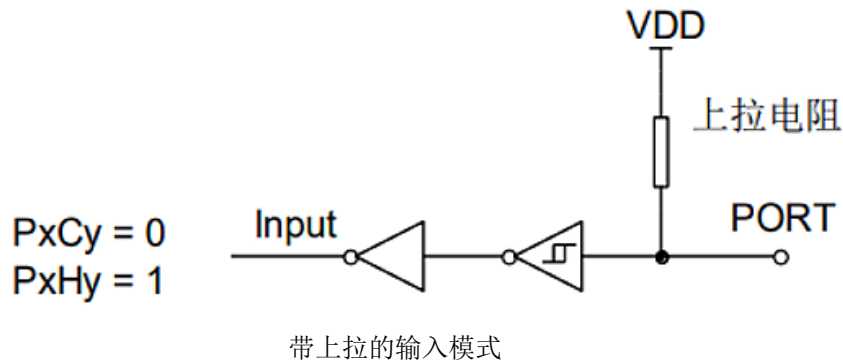 VDD
上拉电阻
PORT
Input
PxCy = 0
PxHy = 1
带上拉的输入模式